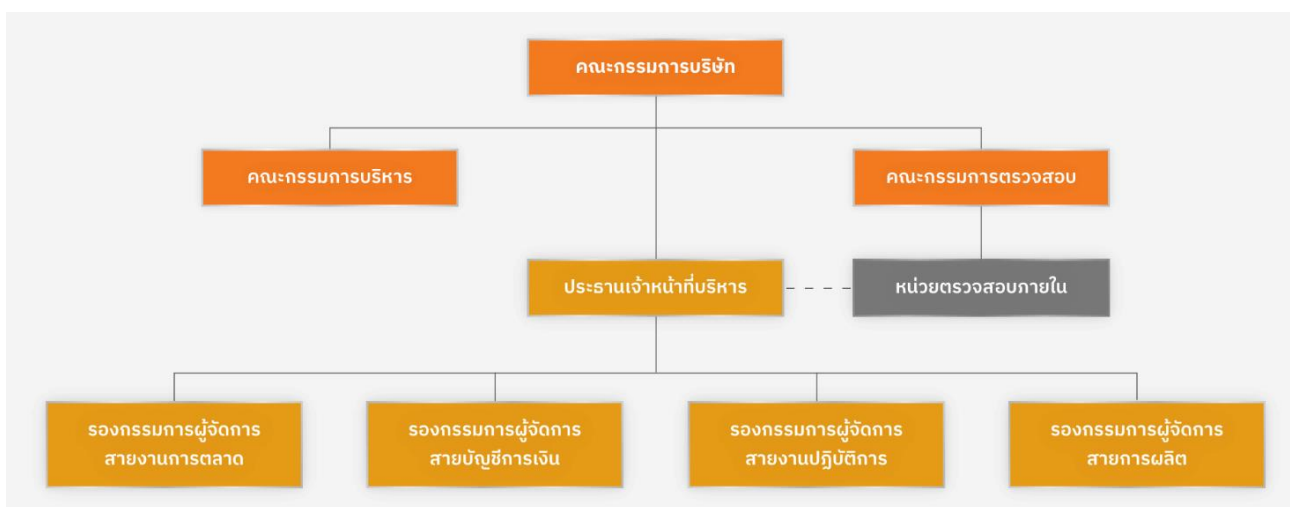 คณะกรรมการบริษัท
คณะกรรมการบริหาร
คณะกรรมการตรวจสอบ
ประธานเจ้าหน้าที่บริหาร
หน่วยตรวจสอบภายใน
รองกรรมการผู้จัดการ
สายงานการตลาด
รองกรรมการผู้จัดการ
สายบัญชีการเงิน
รองกรรมการผู้จัดการ
สายงานปฏิบัติการ
รองกรรมการผู้จัดการ
สายการผลิต